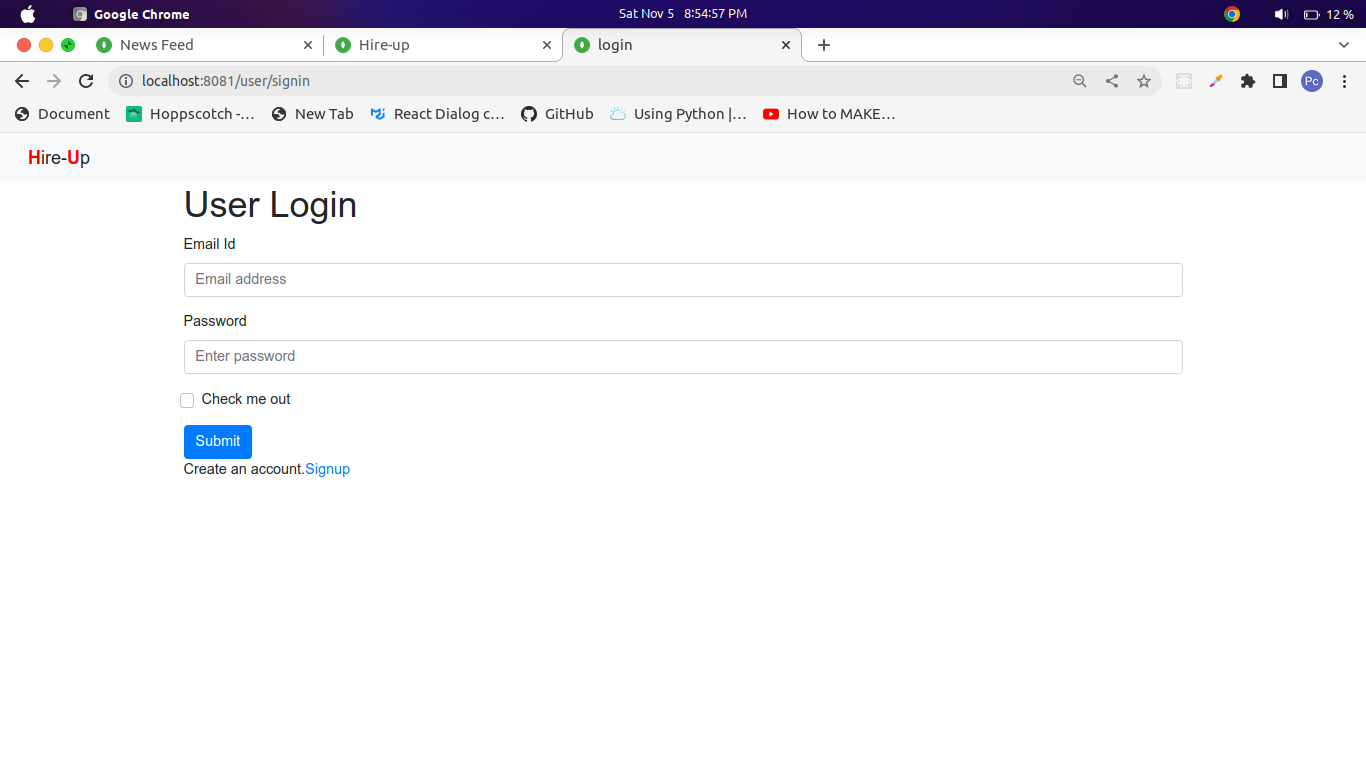 Google Chrome Sat Nov 5 8:54:57 PM 12 %
News Feed Hire-up login
localhost:8081/user/signin Pc
Document Hoppscotch -... New Tab React Dialog c... GitHub Using Python |... How to MAKE...
Hire-Up
User Login
Email Id
Email address
Password
Enter password
Check me out
Submit
Create an account.Signup